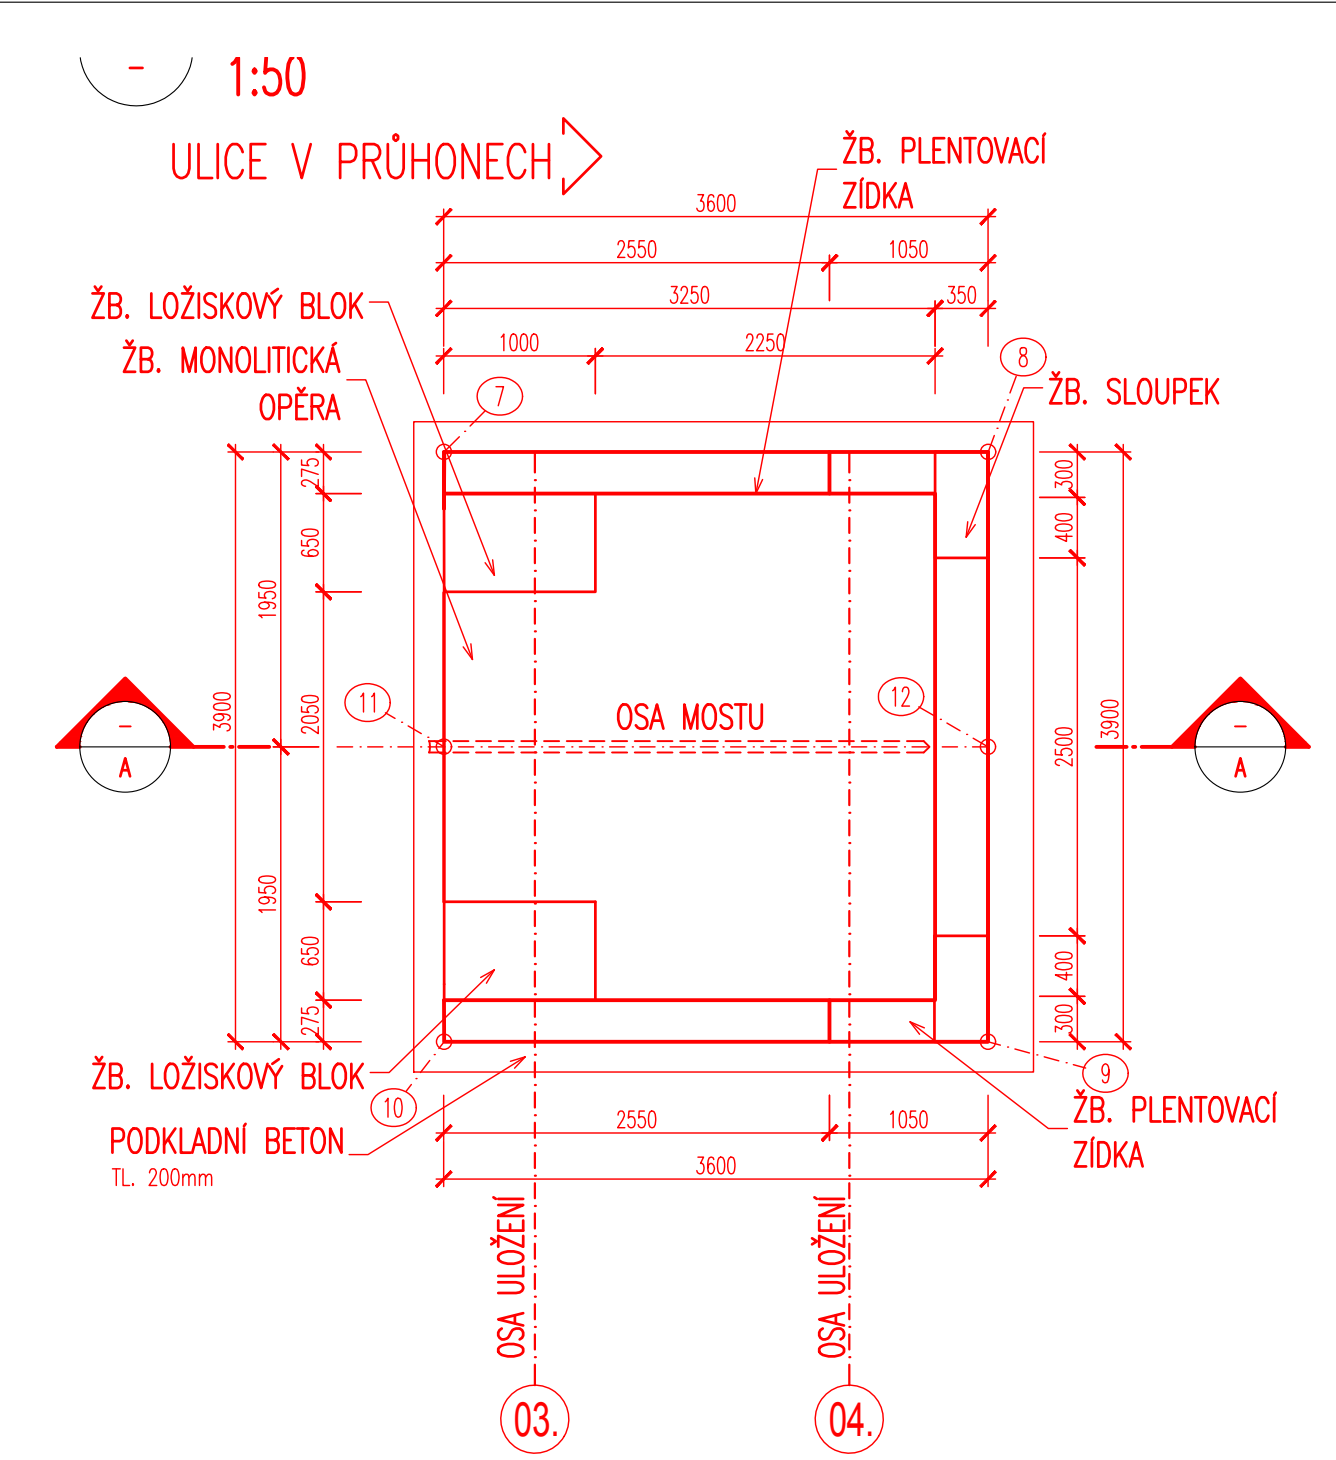 –
1:50
ULICE V PRŮHONECH
ŽB. PLENTOVACÍ
ZÍDKA
3600
2550
1050
3250
350
1000
2250
ŽB. LOŽISKOVÝ BLOK
ŽB. MONOLITICKÁ
OPĚRA
7
8
ŽB. SLOUPEK
275
650
2050
650
275
1950
1950
3900
300
400
2500
400
300
3900
11
12
OSA MOSTU
–
A
–
A
ŽB. LOŽISKOVÝ BLOK
10
9
PODKLADNÍ BETON
TL. 200mm
ŽB. PLENTOVACÍ
ZÍDKA
2550
1050
3600
OSA ULOŽENÍ
OSA ULOŽENÍ
03.
04.